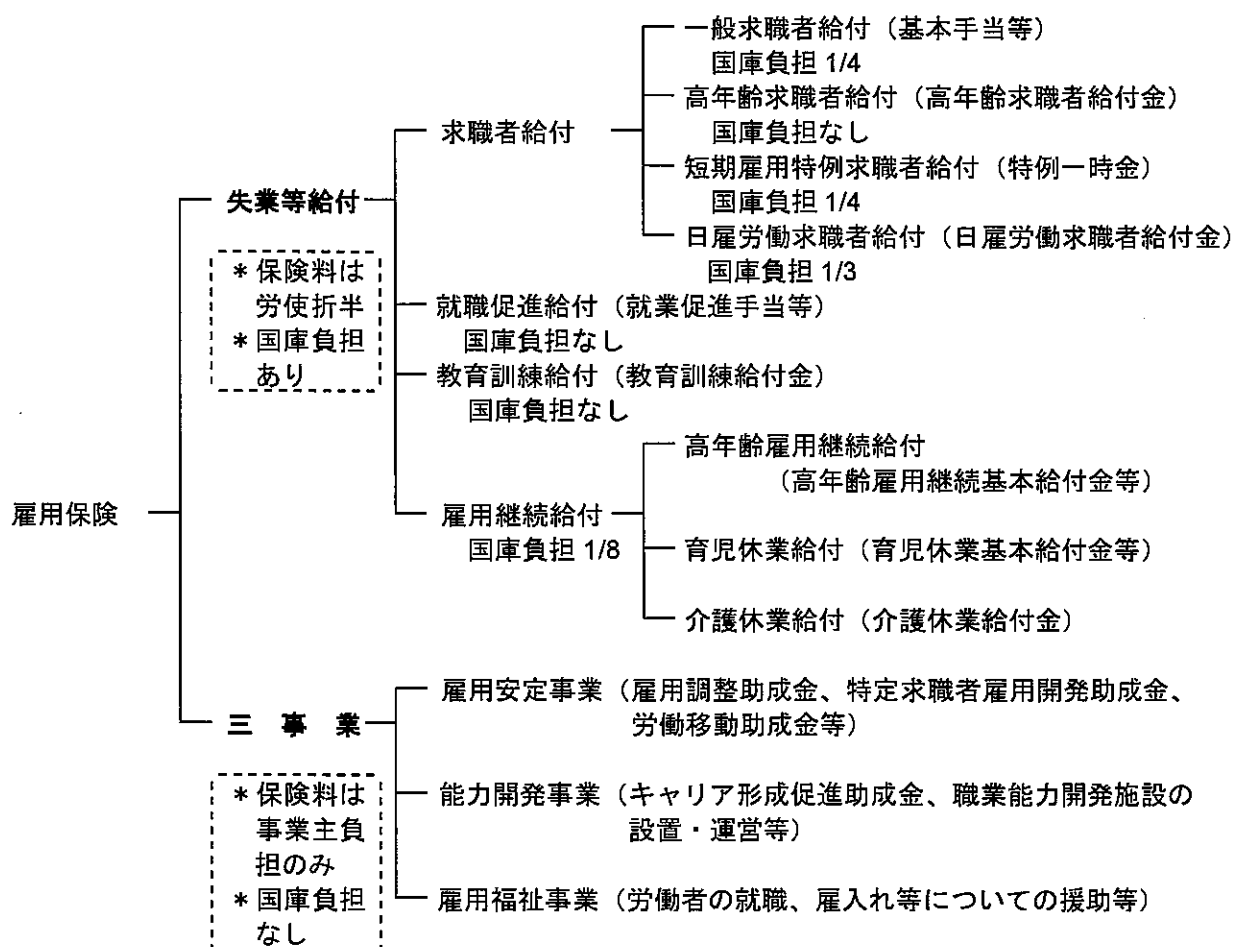 一般求職者給付（基本手当等）
国庫負担 1/4
高年齢求職者給付（高年齢求職者給付金）
国庫負担なし
求職者給付
短期雇用特例求職者給付（特例一時金）
国庫負担 1/4
失業等給付
日雇労働求職者給付（日雇労働求職者給付金）
国庫負担 1/3
＊保険料は
労使折半
＊国庫負担
あり
就職促進給付（就業促進手当等）
国庫負担なし
教育訓練給付（教育訓練給付金）
国庫負担なし
高年齢雇用継続給付
（高年齢雇用継続基本給付金等）
雇用保険
雇用継続給付
国庫負担 1/8
育児休業給付（育児休業基本給付金等）
介護休業給付（介護休業給付金）
雇用安定事業（雇用調整助成金、特定求職者雇用開発助成金、
労働移動助成金等）
三 事 業
＊保険料は
事業主負
担のみ
＊国庫負担
なし
能力開発事業（キャリア形成促進助成金、職業能力開発施設の
設置・運営等）
雇用福祉事業（労働者の就職、雇入れ等についての援助等）